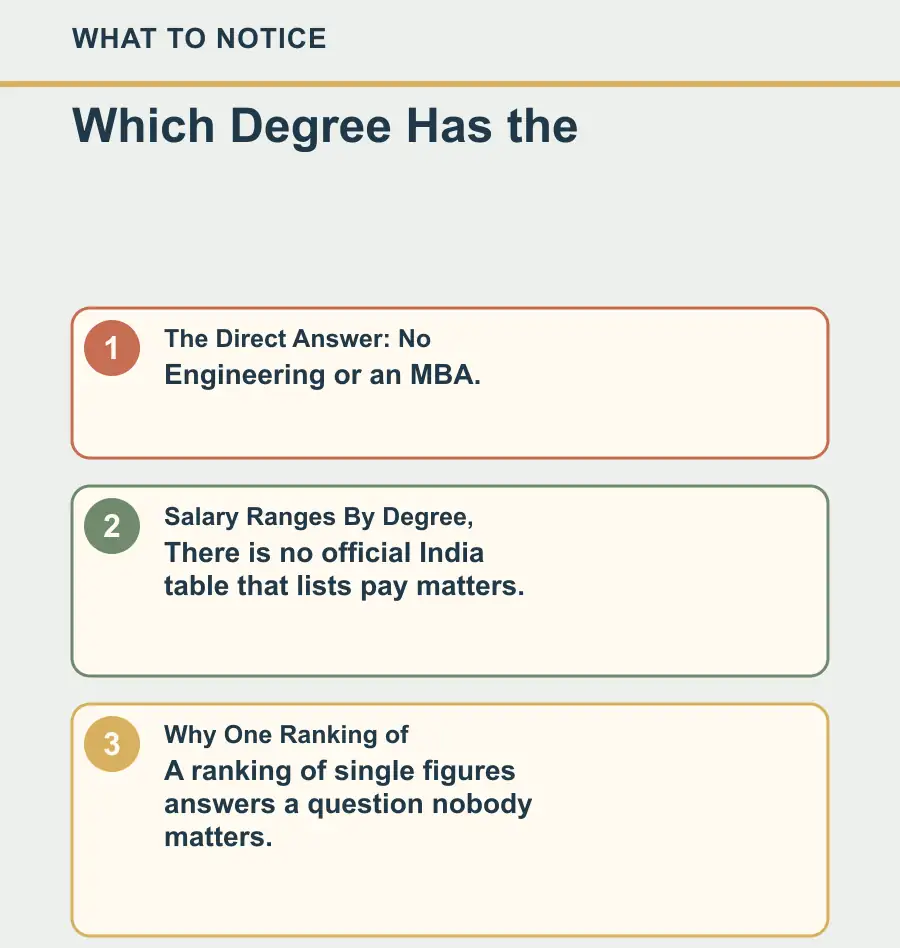 WHAT TO NOTICE
Which Degree Has the
1
The Direct Answer: No
Engineering or an MBA.
2
Salary Ranges By Degree,
There is no official India
table that lists pay matters.
3
Why One Ranking of
A ranking of single figures
answers a question nobody
matters.